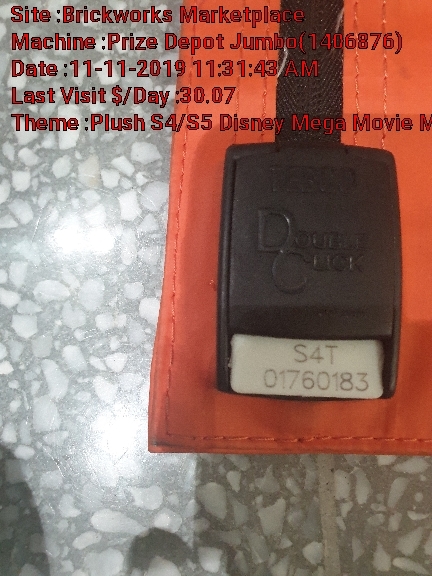 Site :Brickworks Marketplace
Machine :Prize Depot Jumbo(1406876)
Date :11-11-2019 11:31:43 AM
Last Visit $/Day :30.07
Theme :Plush S4/S5 Disney Mega Movie M
DOUBLE
CLICK
S4T
01760183